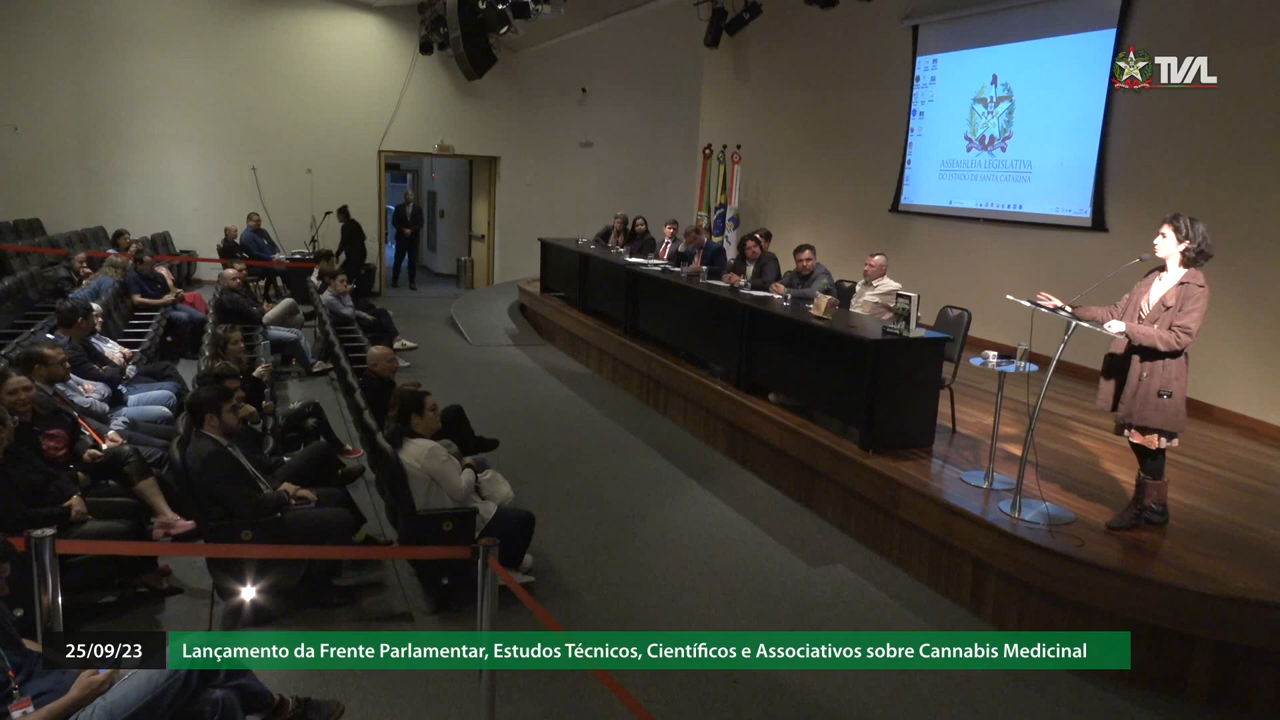 TVAL
ASSEMBLEIA LEGISLATIVA
DO ESTADO DE SANTA CATARINA
25/09/23
Lançamento da Frente Parlamentar, Estudos Técnicos, Científicos e Associativos sobre Cannabis Medicinal